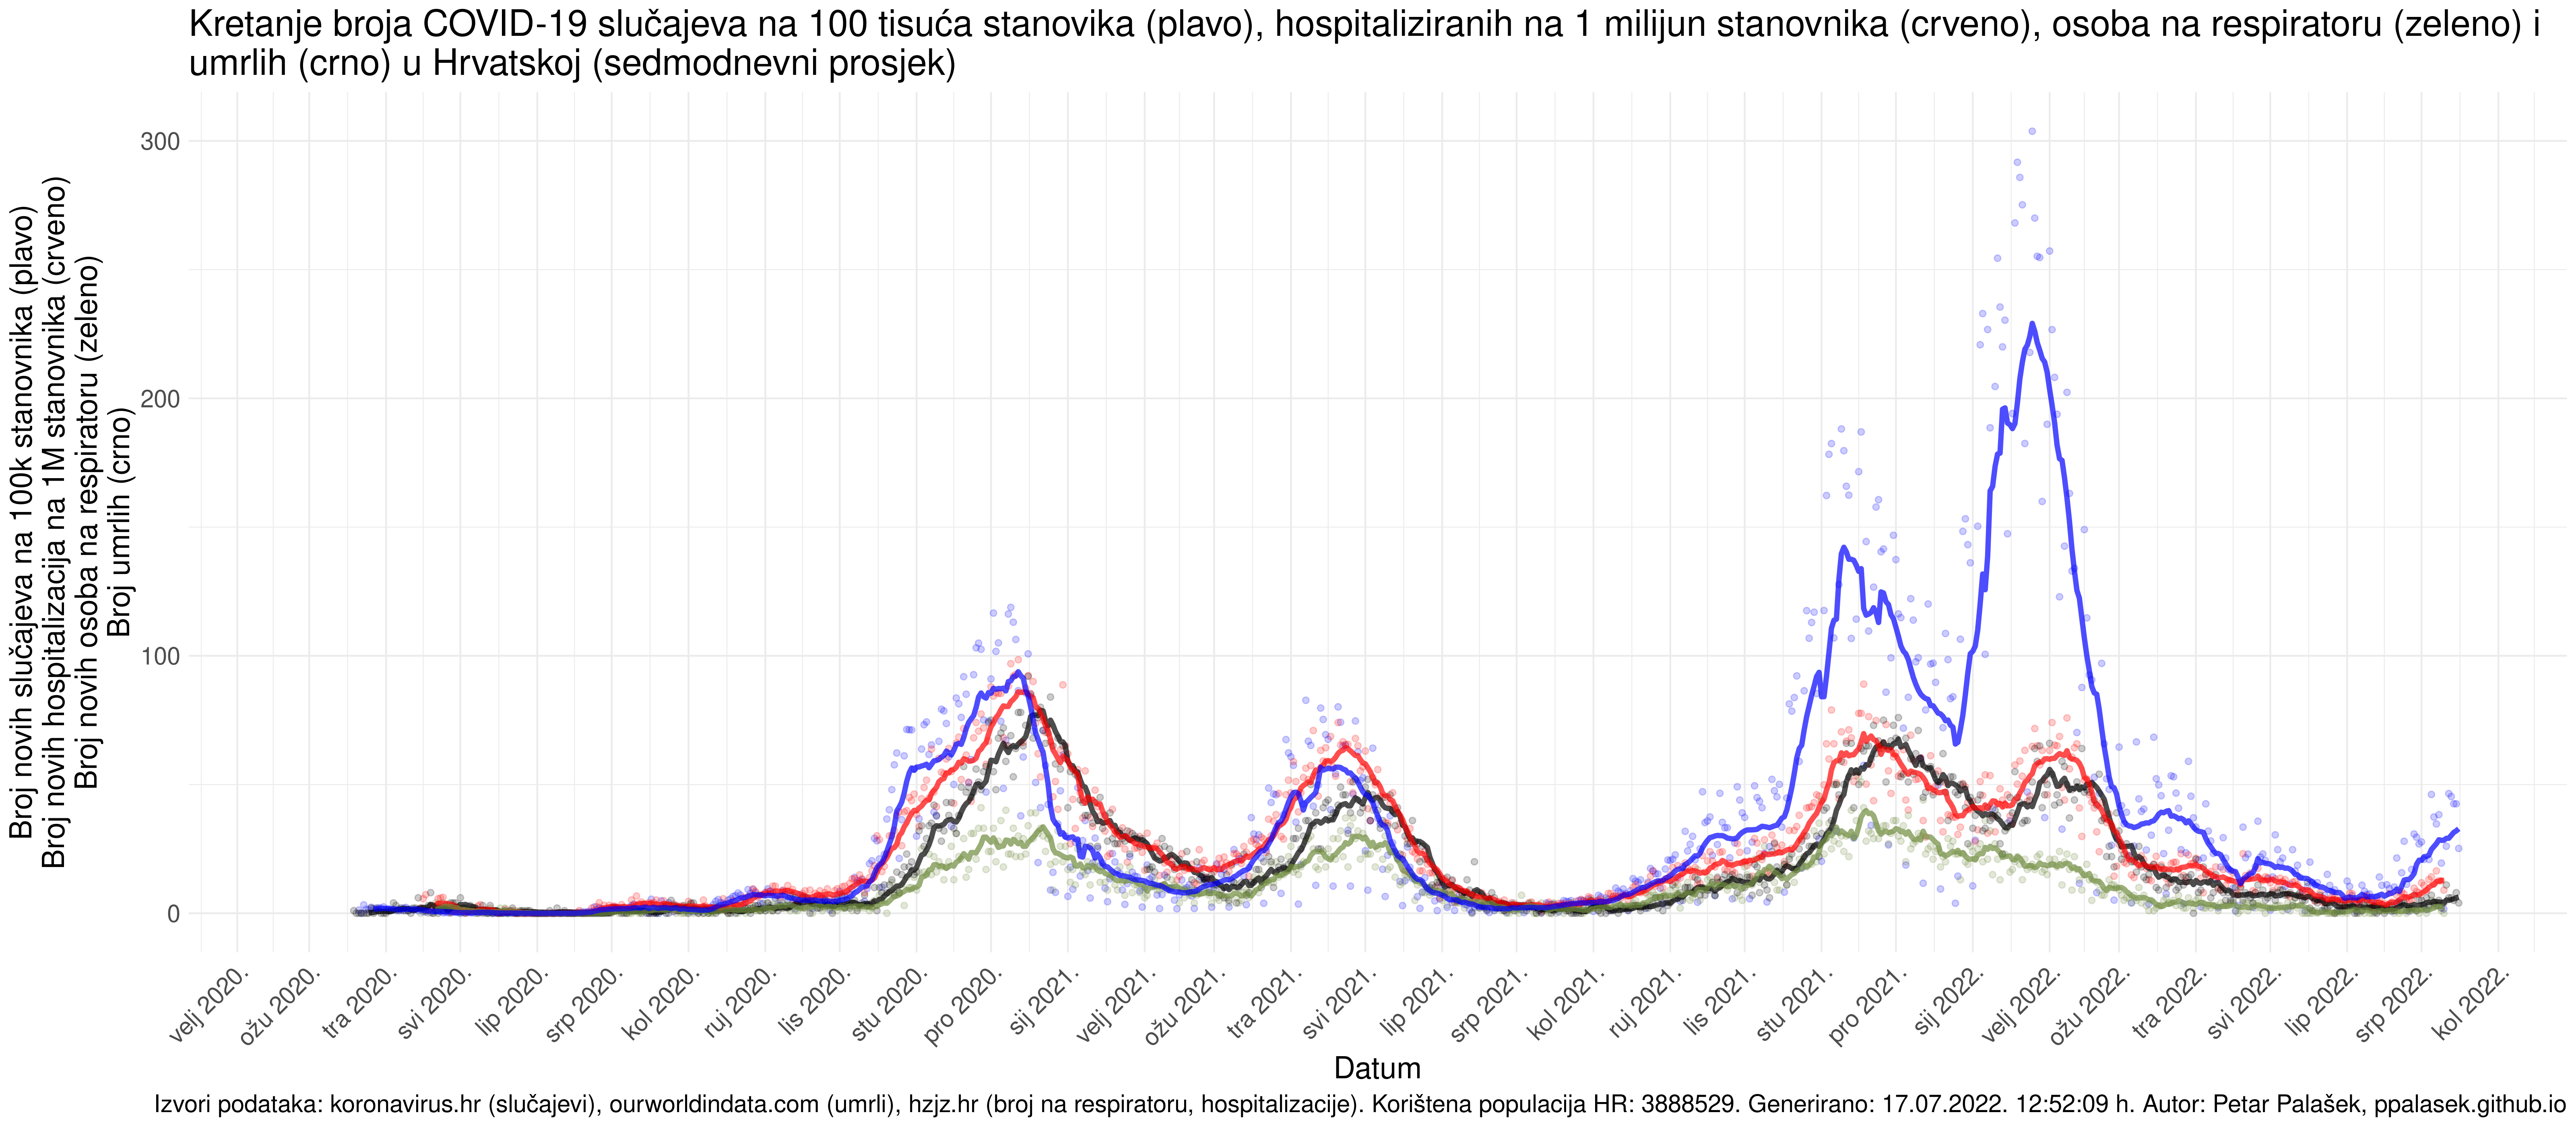 Kretanje broja COVID-19 slučajeva na 100 tisuća stanovika (plavo), hospitaliziranih na 1 milijun stanovnika (crveno), osoba na respiratoru (zeleno) i
umrlih (crno) u Hrvatskoj (sedmodnevni prosjek)
Broj novih slučajeva na 100k stanovnika (plavo)
Broj novih hospitalizacija na 1M stanovnika (crveno)
Broj novih osoba na respiratoru (zeleno)
Broj umrlih (crno)
300
200
100
0
velj 2020.
ožu 2020.
tra 2020.
svi 2020.
lip 2020.
srp 2020.
kol 2020.
ruj 2020.
lis 2020.
stu 2020.
pro 2020.
sij 2021.
velj 2021.
ožu 2021.
tra 2021.
svi 2021.
lip 2021.
srp 2021.
kol 2021.
ruj 2021.
lis 2021.
stu 2021.
pro 2021.
sij 2022.
velj 2022.
ožu 2022.
tra 2022.
svi 2022.
lip 2022.
srp 2022.
kol 2022.
Datum
Izvori podataka: koronavirus.hr (slučajevi), ourworldindata.com (umrli), hzjz.hr (broj na respiratoru, hospitalizacije). Korištena populacija HR: 3888529. Generirano: 17.07.2022. 12:52:09 h. Autor: Petar Palašek, ppalasek.github.io